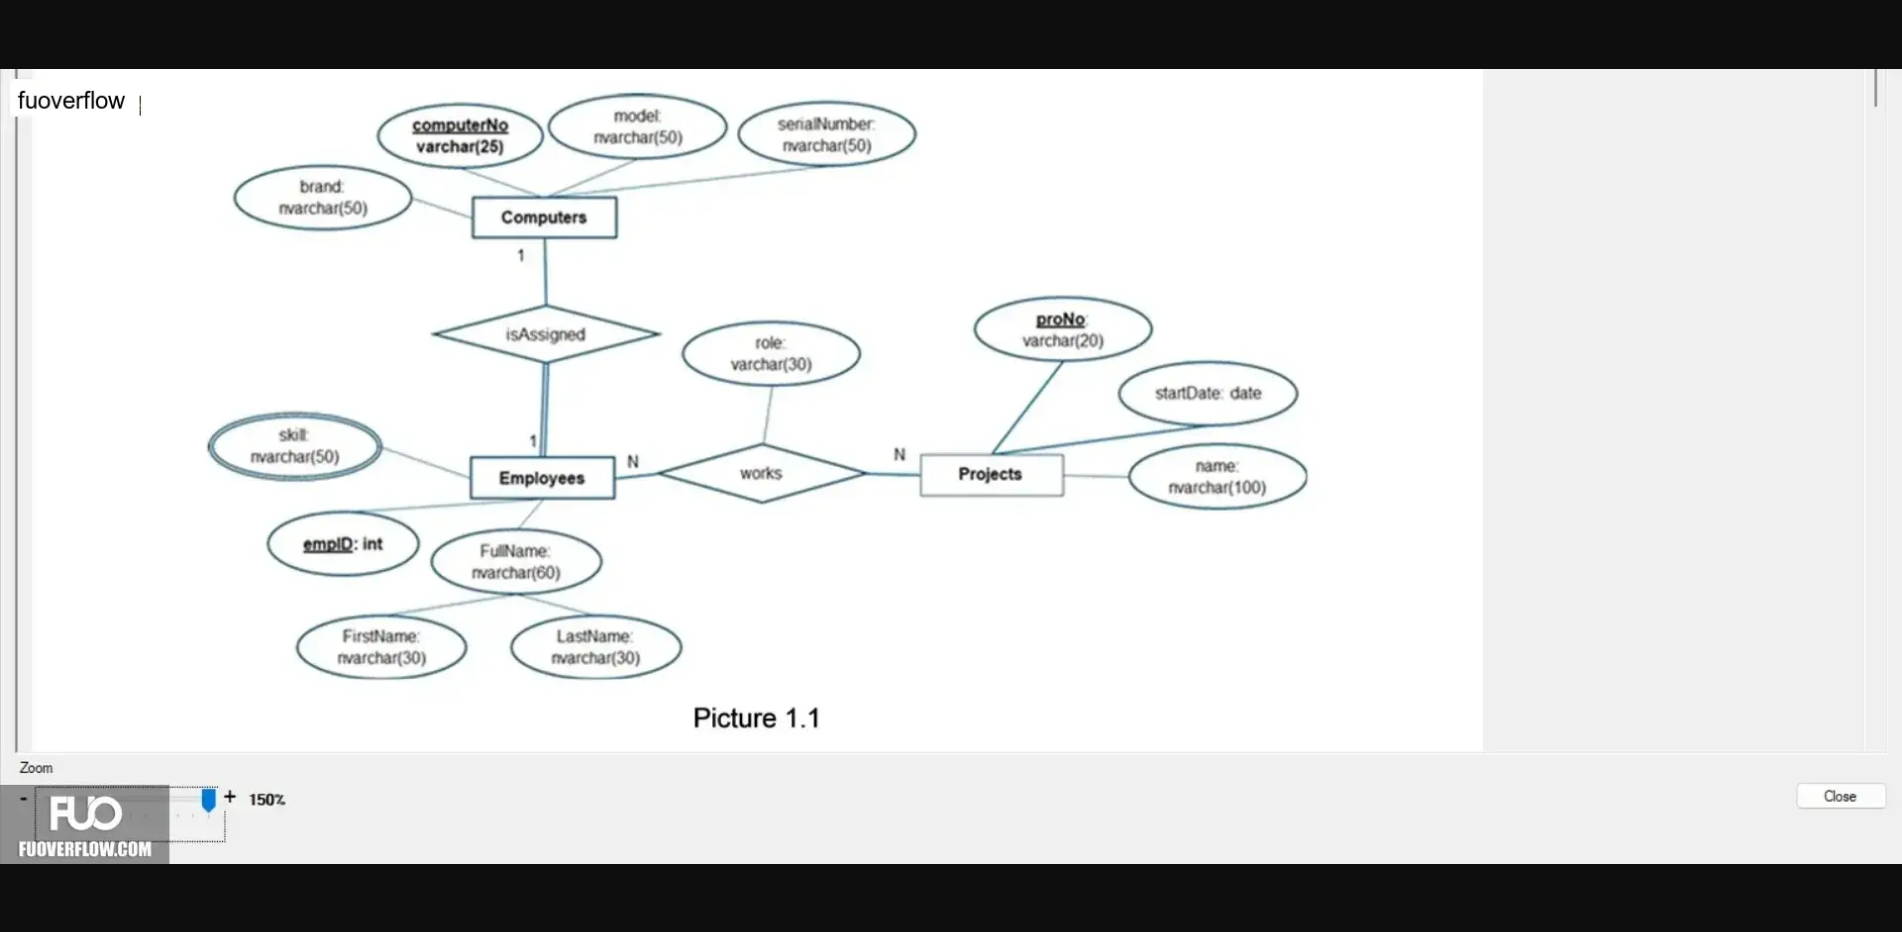 fuoverflow
computerNo
varchar(25)
model:
nvarchar(50)
serialNumber:
nvarchar(50)
brand:
nvarchar(50)
Computers
1
isAssigned
role:
varchar(30)
proNo:
varchar(20)
startDate: date
skill:
nvarchar(50)
1
Employees
N
works
N
Projects
name:
nvarchar(100)
empID: int
FullName:
nvarchar(60)
FirstName:
nvarchar(30)
LastName:
nvarchar(30)
Picture 1.1
Zoom
- + 150%
Close
FUO
FUOVERFLOW.COM